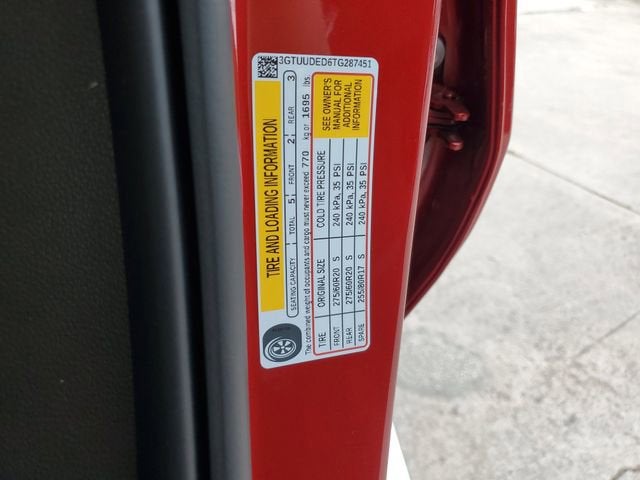 3GTUUDED6TG287451
TIRE AND LOADING INFORMATION
SEATING CAPACITY TOTAL 5 FRONT 2 REAR 3
The combined weight of occupants and cargo must never exceed 770 kg or 1695 lbs.
TIRE ORIGINAL SIZE COLD TIRE PRESSURE
FRONT 275/60R20 S 240 kPa, 35 PSI
REAR 275/60R20 S 240 kPa, 35 PSI
SPARE 255/80R17 S 240 kPa, 35 PSI
SEE OWNER'S
MANUAL FOR
ADDITIONAL
INFORMATION